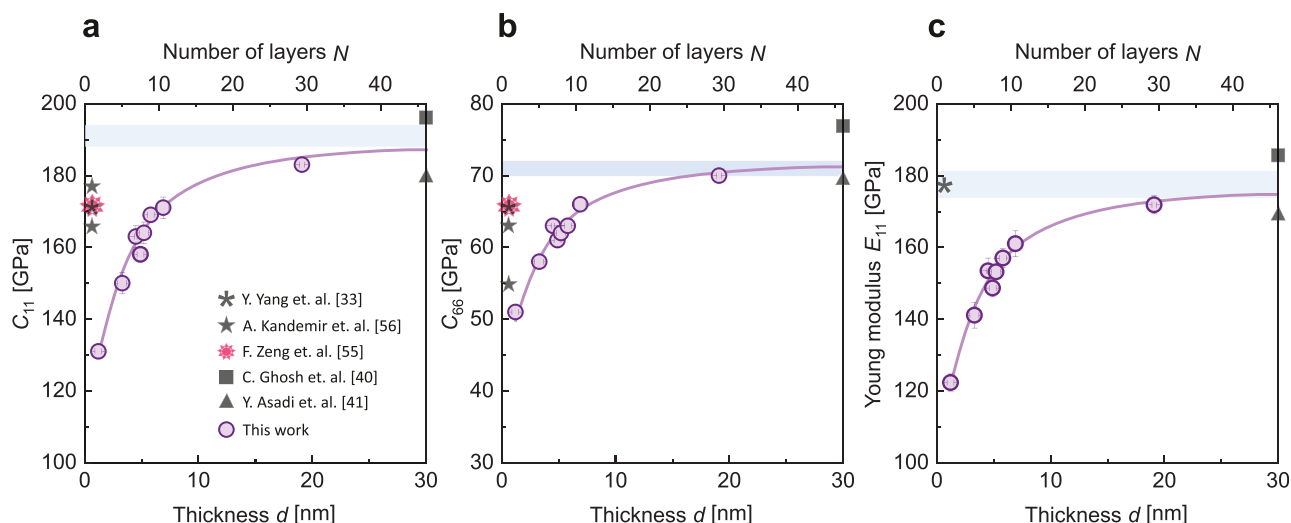 a
Number of layers N
0 10 20 30 40
200
180
160
140
120
100
C11 [GPa]
Y. Yang et. al. [33]
A. Kandemir et. al. [56]
F. Zeng et. al. [55]
C. Ghosh et. al. [40]
Y. Asadi et. al. [41]
This work
0 10 20 30
Thickness d [nm]
b
Number of layers N
0 10 20 30 40
80
70
60
50
40
30
C66 [GPa]
0 10 20 30
Thickness d [nm]
c
Number of layers N
0 10 20 30 40
200
180
160
140
120
100
Young modulus E11 [GPa]
0 10 20 30
Thickness d [nm]